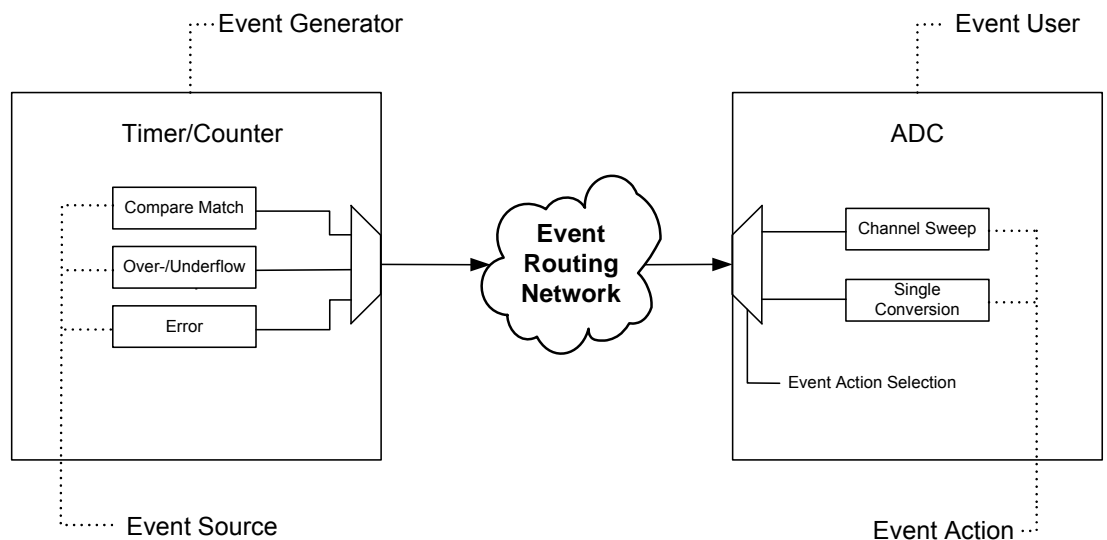 Event Generator
Event User
Timer/Counter
ADC
Compare Match
Over-/Underflow
Error
Event
Routing
Network
Channel Sweep
Single
Conversion
Event Action Selection
Event Source
Event Action